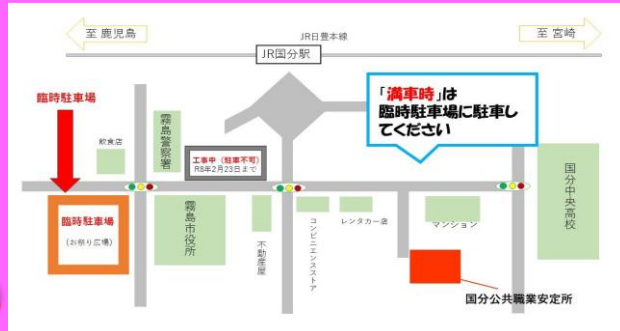 至 鹿児島
JR日豊本線
至 宮崎
JR国分駅
臨時駐車場
「満車時」は
臨時駐車場に駐車し
てください
飲食店
霧島警察署
工事中（駐車不可）
R8年2月23日まで
国分中央高校
臨時駐車場
（お祭り広場）
霧島市役所
不動産屋
コンビニエンスストア
レンタカー店
マンション
国分公共職業安定所